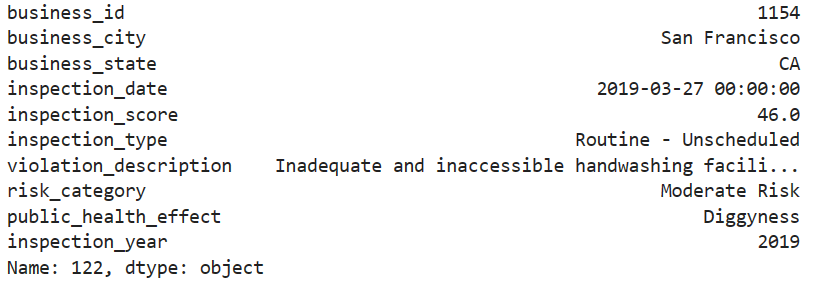 business_id 1154
business_city San Francisco
business_state CA
inspection_date 2019-03-27 00:00:00
inspection_score 46.0
inspection_type Routine - Unscheduled
violation_description Inadequate and inaccessible handwashing facili...
risk_category Moderate Risk
public_health_effect Diggyness
inspection_year 2019
Name: 122, dtype: object